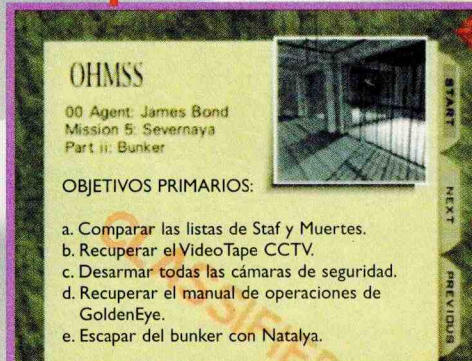 OHMSS
00 Agent: James Bond
Mission 5: Severnaya
Part ii: Bunker
OBJETIVOS PRIMARIOS:
a. Comparar las listas de Staf y Muertes.
b. Recuperar el VideoTape CCTV.
c. Desarmar todas las cámaras de seguridad.
d. Recuperar el manual de operaciones de
GoldenEye.
e. Escapar del bunker con Natalya.
START
NEXT
PREVIOUS